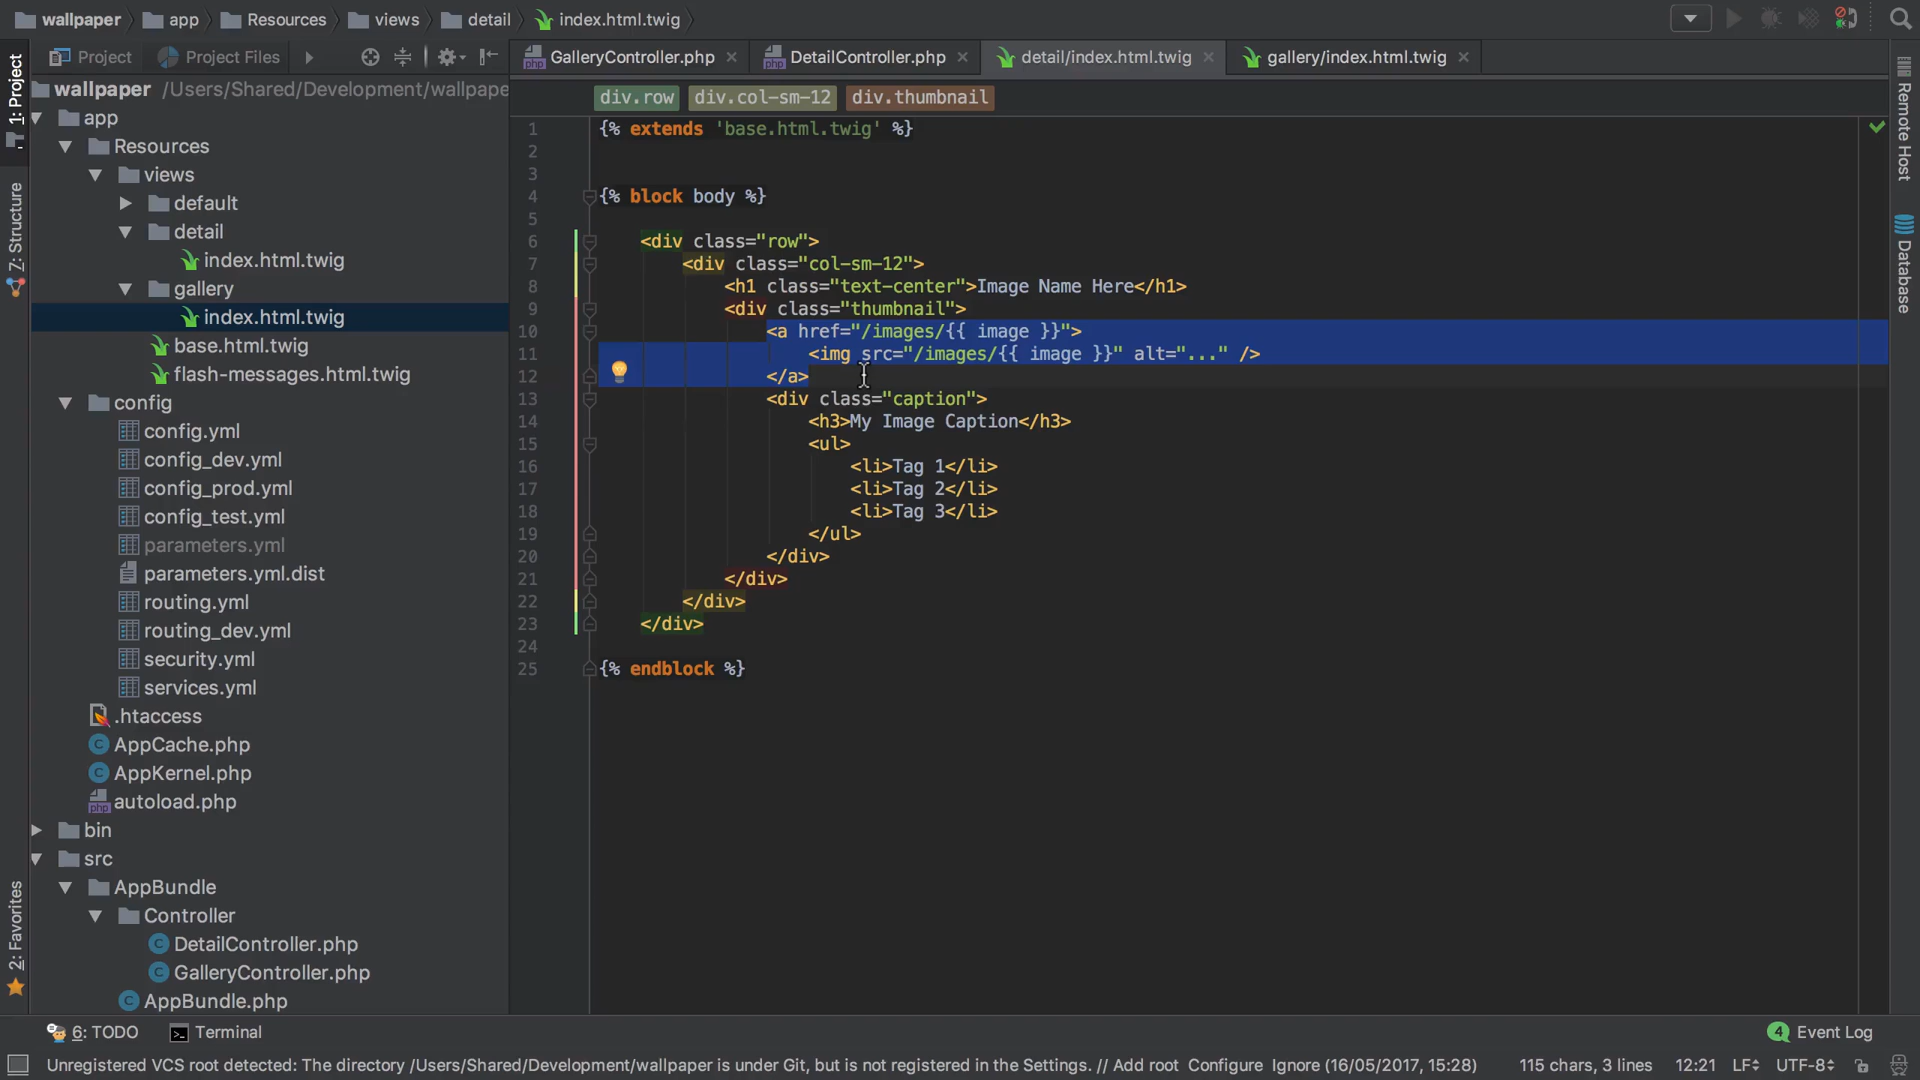 wallpaper app Resources views detail index.html.twig
1: Project
Z: Structure
2: Favorites
Project Project Files
GalleryController.php DetailController.php detail/index.html.twig gallery/index.html.twig
div.row div.col-sm-12 div.thumbnail
wallpaper /Users/Shared/Development/wallpape
app
Resources
views
default
detail
index.html.twig
gallery
index.html.twig
base.html.twig
flash-messages.html.twig
config
config.yml
config_dev.yml
config_prod.yml
config_test.yml
parameters.yml
parameters.yml.dist
routing.yml
routing_dev.yml
security.yml
services.yml
.htaccess
AppCache.php
AppKernel.php
autoload.php
bin
src
AppBundle
Controller
DetailController.php
GalleryController.php
AppBundle.php
1 {% extends 'base.html.twig' %}
2
3
4 {% block body %}
5
6 <div class="row">
7 <div class="col-sm-12">
8 <h1 class="text-center">Image Name Here</h1>
9 <div class="thumbnail">
10 <a href="/images/{{ image }}">
11 <img src="/images/{{ image }}" alt="..." />
12 </a>
13 <div class="caption">
14 <h3>My Image Caption</h3>
15 <ul>
16 <li>Tag 1</li>
17 <li>Tag 2</li>
18 <li>Tag 3</li>
19 </ul>
20 </div>
21 </div>
22 </div>
23 </div>
24
25 {% endblock %}
Remote Host
Database
6: TODO Terminal 4 Event Log
Unregistered VCS root detected: The directory /Users/Shared/Development/wallpaper is under Git, but is not registered in the Settings. // Add root Configure Ignore (16/05/2017, 15:28) 115 chars, 3 lines 12:21 LF UTF-8